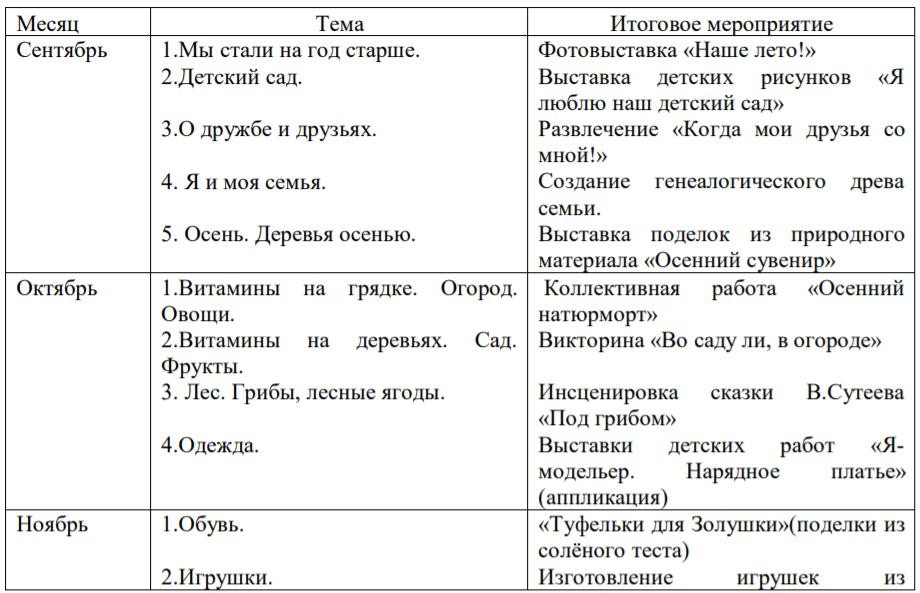 Месяц Тема Итоговое мероприятие
Сентябрь 1.Мы стали на год старше. Фотовыставка «Наше лето!»
2.Детский сад. Выставка детских рисунков «Я
люблю наш детский сад»
3.О дружбе и друзьях. Развлечение «Когда мои друзья со
мной!»
4. Я и моя семья. Создание генеалогического древа
семьи.
5. Осень. Деревья осенью. Выставка поделок из природного
материала «Осенний сувенир»
Октябрь 1.Витамины на грядке. Огород. Коллективная работа «Осенний
Овощи. натюрморт»
2.Витамины на деревьях. Сад. Викторина «Во саду ли, в огороде»
Фрукты.
3. Лес. Грибы, лесные ягоды. Инсценировка сказки В.Сутеева
«Под грибом»
4.Одежда. Выставки детских работ «Я-
модельер. Нарядное платье»
(аппликация)
Ноябрь 1.Обувь. «Туфельки для Золушки»(поделки из
солёного теста)
2.Игрушки. Изготовление игрушек из